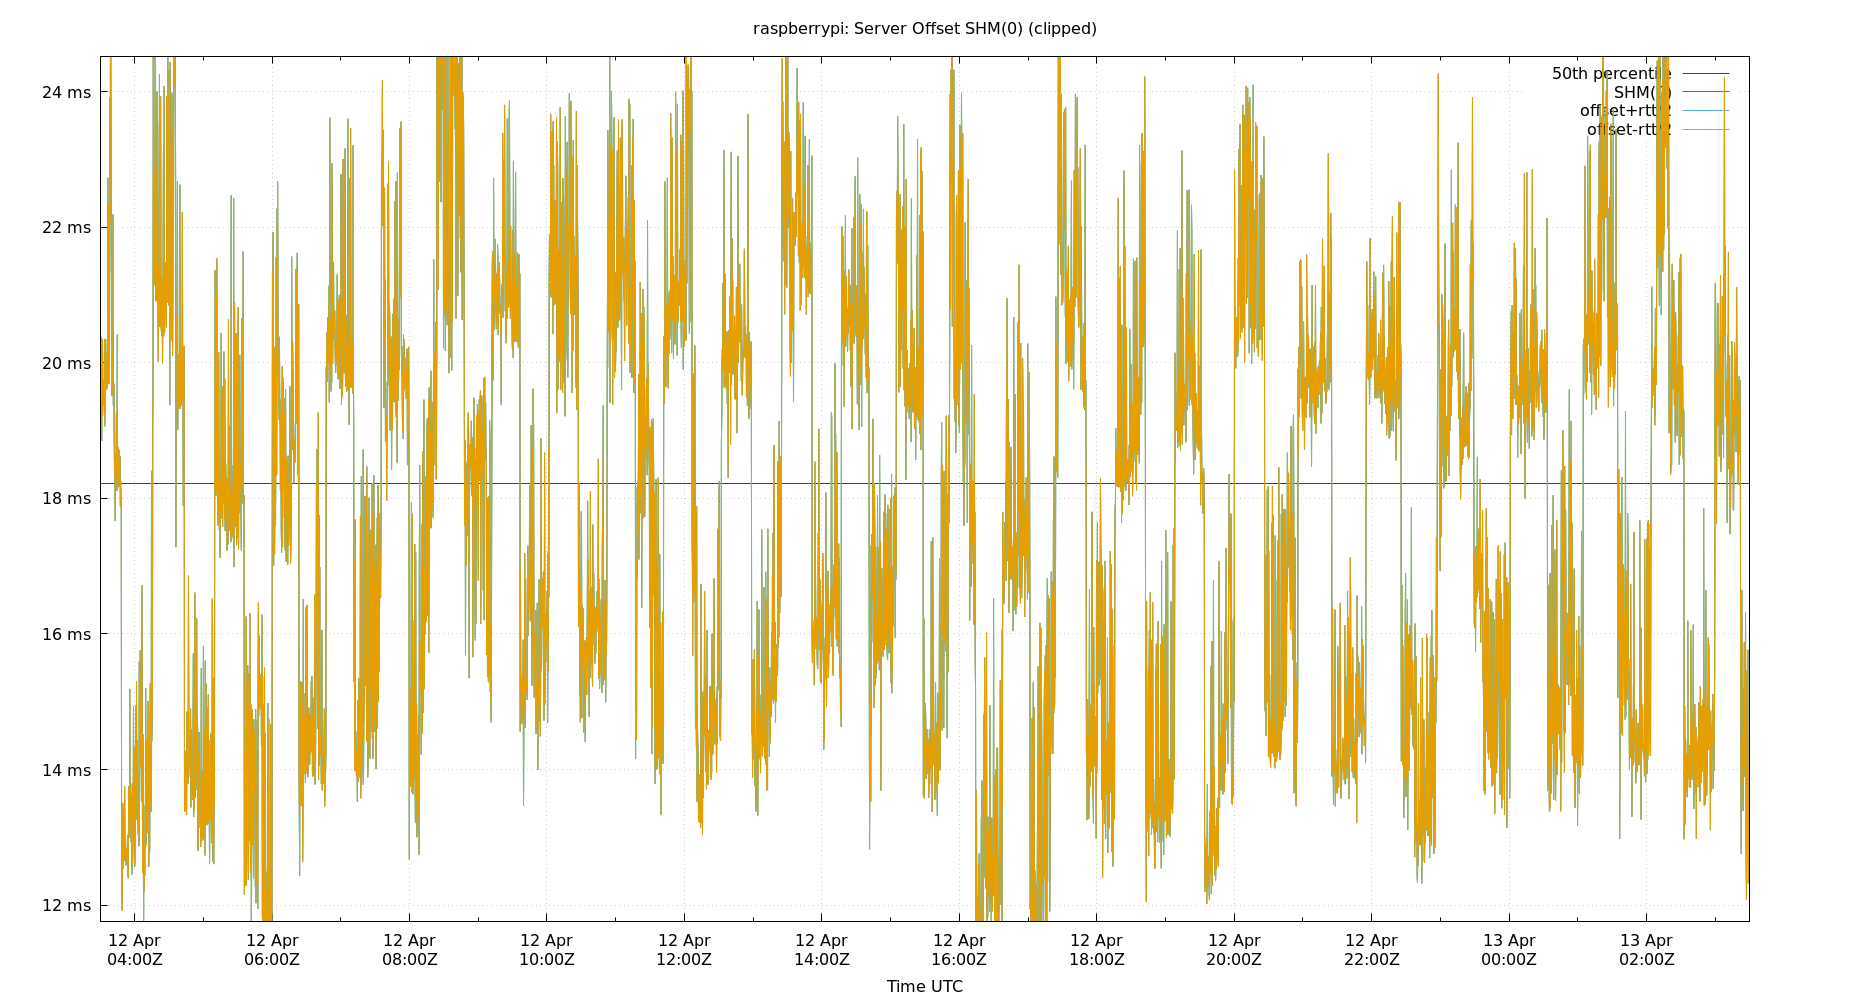 raspberrypi: Server Offset SHM(0) (clipped)
24 ms
22 ms
20 ms
18 ms
16 ms
14 ms
12 ms
50th percentile
SHM(0)
offset+rtt/2
offset-rtt/2
12 Apr
04:00Z
12 Apr
06:00Z
12 Apr
08:00Z
12 Apr
10:00Z
12 Apr
12:00Z
12 Apr
14:00Z
12 Apr
16:00Z
12 Apr
18:00Z
12 Apr
20:00Z
12 Apr
22:00Z
13 Apr
00:00Z
13 Apr
02:00Z
Time UTC